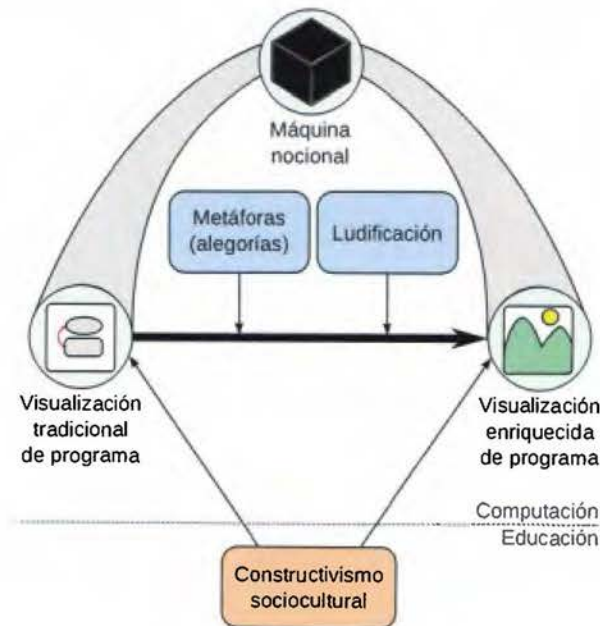 Máquina
nocional
Metáforas
(alegorías)
Ludificación
Visualización
tradicional
de programa
Visualización
enriquecida
de programa
Computación
Educación
Constructivismo
sociocultural